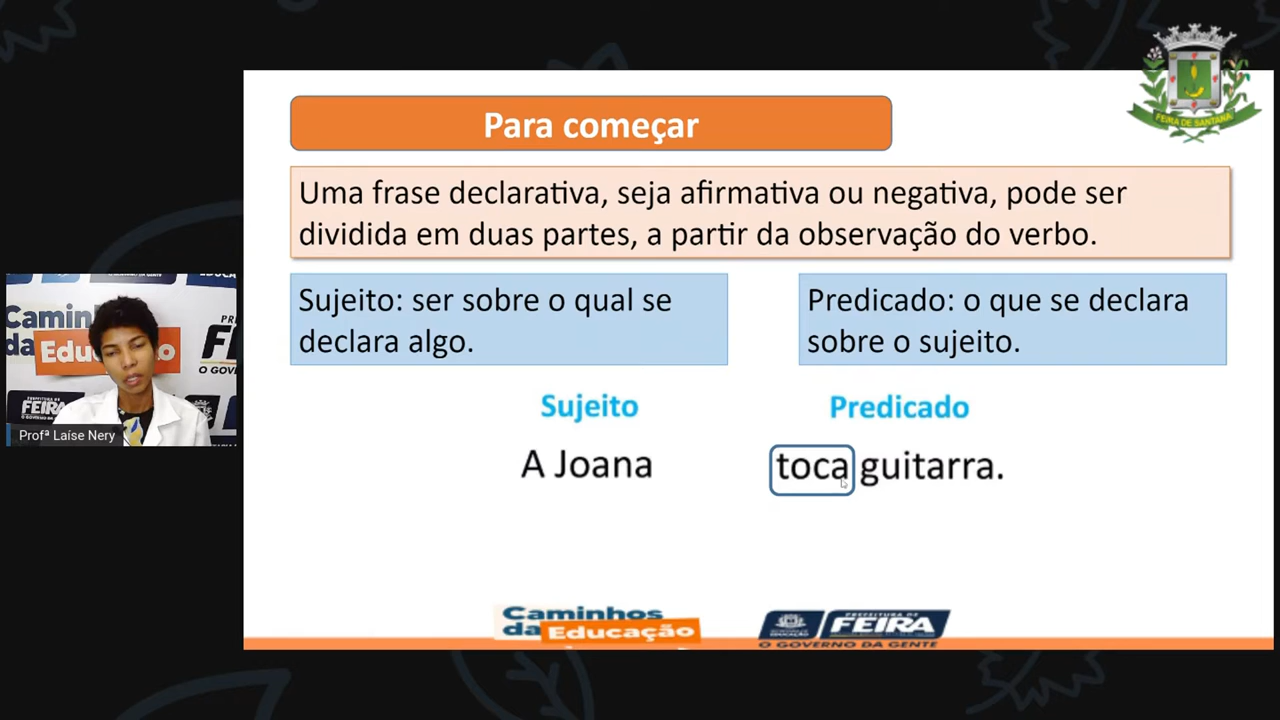 FEIRA DE SANTANA
Para começar
Uma frase declarativa, seja afirmativa ou negativa, pode ser
dividida em duas partes, a partir da observação do verbo.
Sujeito: ser sobre o qual se
declara algo.
Predicado: o que se declara
sobre o sujeito.
Sujeito
Predicado
A Joana
toca guitarra.
Profª Laíse Nery
Caminhos
da Educação
PREFEITURA DE
FEIRA
O GOVERNO DA GENTE